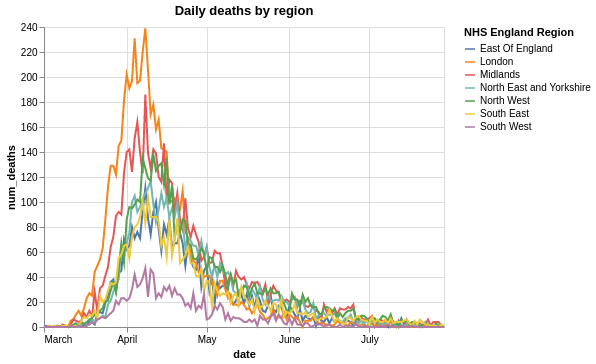 Daily deaths by region
240
220
200
180
160
140
120
100
80
60
40
20
0
num_deaths
March April May June July
date
NHS England Region
East Of England
London
Midlands
North East and Yorkshire
North West
South East
South West